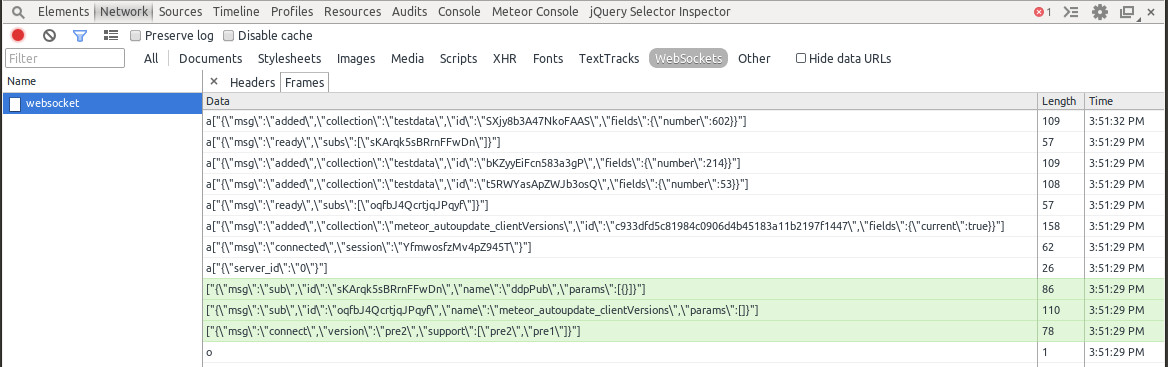 Elements Network Sources Timeline Profiles Resources Audits Console Meteor Console jQuery Selector Inspector 1
Preserve log Disable cache
Filter All Documents Stylesheets Images Media Scripts XHR Fonts TextTracks WebSockets Other Hide data URLs
Name × Headers Frames
websocket Data Length Time
a["{\"msg\":\"added\",\"collection\":\"testdata\",\"id\":\"SXjy8b3A47NkoFAAS\",\"fields\":{\"number\":602}}"] 109 3:51:32 PM
a["{\"msg\":\"ready\",\"subs\":[\"sKArqk5sBRrnFFwDn\"]}"] 57 3:51:29 PM
a["{\"msg\":\"added\",\"collection\":\"testdata\",\"id\":\"bKZyyEiFcn583a3gP\",\"fields\":{\"number\":214}}"] 109 3:51:29 PM
a["{\"msg\":\"added\",\"collection\":\"testdata\",\"id\":\"t5RWYasApZWJb3osQ\",\"fields\":{\"number\":53}}"] 108 3:51:29 PM
a["{\"msg\":\"ready\",\"subs\":[\"oqfbJ4QcrtjqJPqyf\"]}"] 57 3:51:29 PM
a["{\"msg\":\"added\",\"collection\":\"meteor_autoupdate_clientVersions\",\"id\":\"c933dfd5c81984c0906d4b45183a11b2197f1447\",\"fields\":{\"current\":true}}"] 158 3:51:29 PM
a["{\"msg\":\"connected\",\"session\":\"YfmwosfzMv4pZ945T\"}"] 62 3:51:29 PM
a["{\"server_id\":\"0\"}"] 26 3:51:29 PM
["{\"msg\":\"sub\",\"id\":\"sKArqk5sBRrnFFwDn\",\"name\":\"ddpPub\",\"params\":[{}]}"] 86 3:51:29 PM
["{\"msg\":\"sub\",\"id\":\"oqfbJ4QcrtjqJPqyf\",\"name\":\"meteor_autoupdate_clientVersions\",\"params\":[]}"] 110 3:51:29 PM
["{\"msg\":\"connect\",\"version\":\"pre2\",\"support\":[\"pre2\",\"pre1\"]}"] 78 3:51:29 PM
o 1 3:51:29 PM